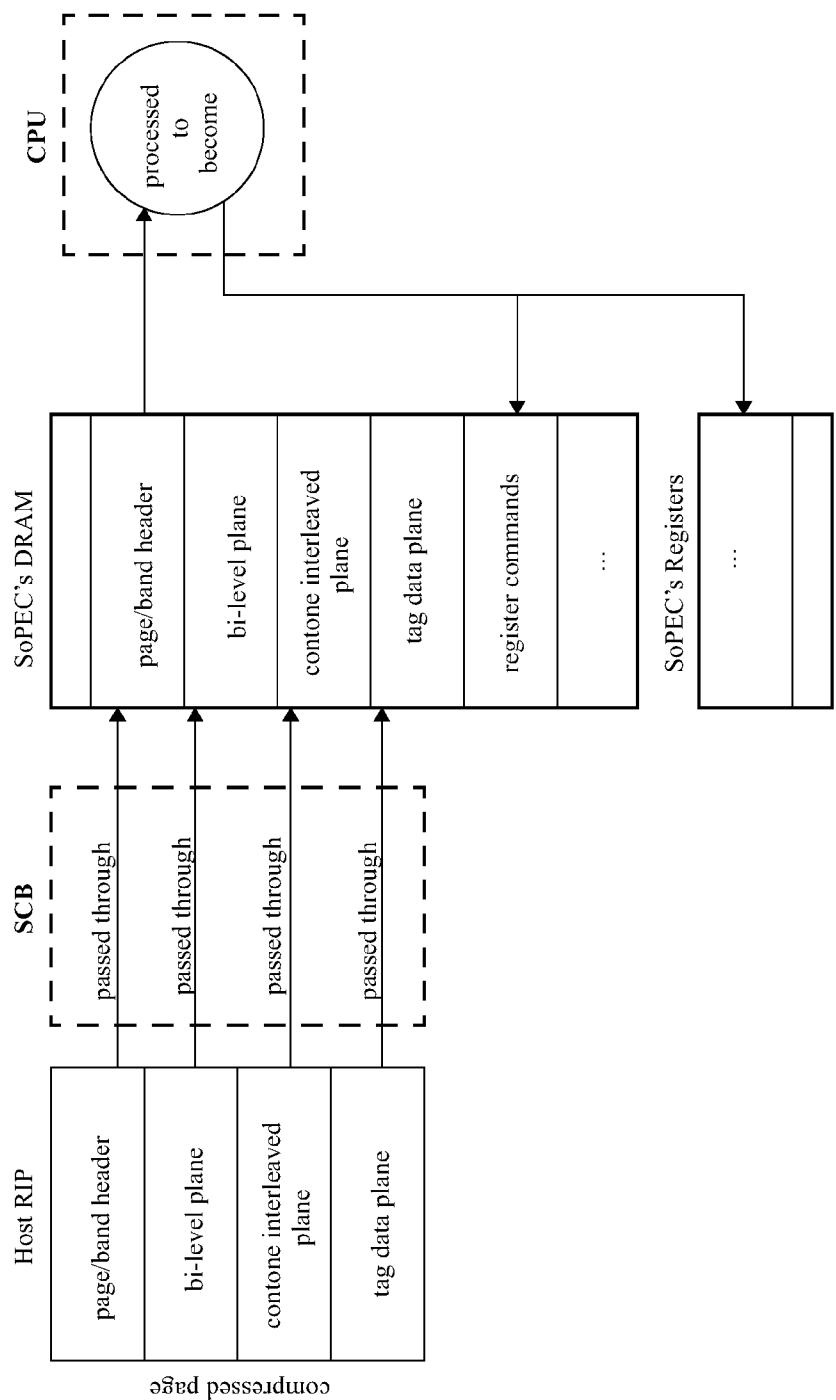 Host RIP
compressed page
page/band header
bi-level plane
contone interleaved
plane
tag data plane
SCB
passed through
passed through
passed through
passed through
SoPEC's DRAM
page/band header
bi-level plane
contone interleaved
plane
tag data plane
register commands
...
SoPEC's Registers
...
CPU
processed
to
become